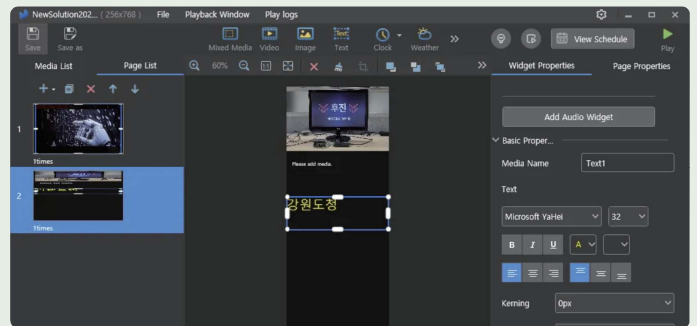 NewSolution202... ( 256x768 ) File Playback Window Play logs
Save Save as Mixed Media Video Image Text Clock Weather View Schedule Play
Media List Page List 60% 1:1 Widget Properties Page Properties
Add Audio Widget
1
후진
Basic Proper...
1times
Please add media.
Media Name Text1
Text
2
강원도청
Microsoft YaHei 32
1times
B I U A
Kerning 0px